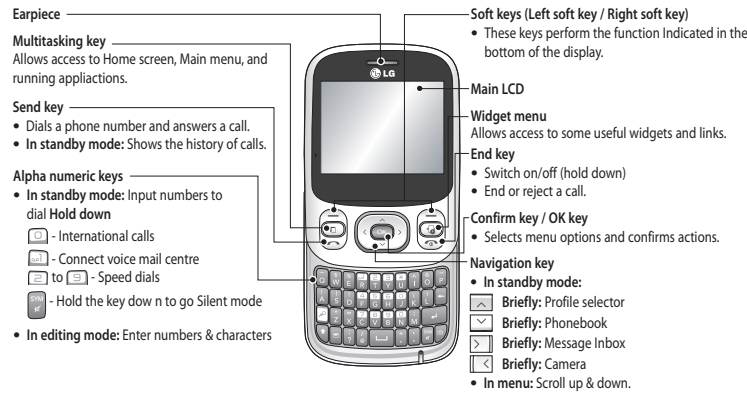 Earpiece
Multitasking key
Allows access to Home screen, Main menu, and
running appliactions.
Send key
• Dials a phone number and answers a call.
• In standby mode: Shows the history of calls.
Alpha numeric keys
• In standby mode: Input numbers to
dial Hold down
- International calls
- Connect voice mail centre
2 to 9 - Speed dials
SYM - Hold the key dow n to go Silent mode
• In editing mode: Enter numbers & characters
LG
OK
Soft keys (Left soft key / Right soft key)
• These keys perform the function Indicated in the
bottom of the display.
Main LCD
Widget menu
Allows access to some useful widgets and links.
End key
• Switch on/off (hold down)
• End or reject a call.
Confirm key / OK key
• Selects menu options and confirms actions.
Navigation key
• In standby mode:
Briefly: Profile selector
Briefly: Phonebook
Briefly: Message Inbox
Briefly: Camera
• In menu: Scroll up & down.